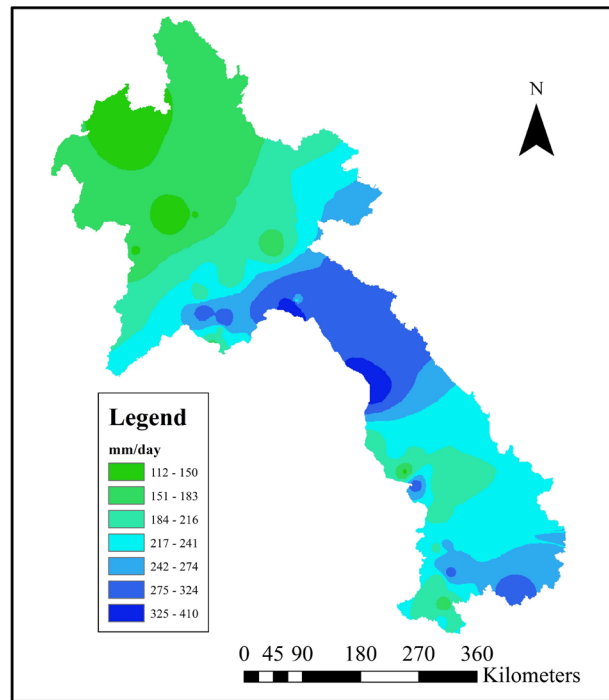 N
Legend
mm/day
112 - 150
151 - 183
184 - 216
217 - 241
242 - 274
275 - 324
325 - 410
0 45 90 180 270 360
Kilometers